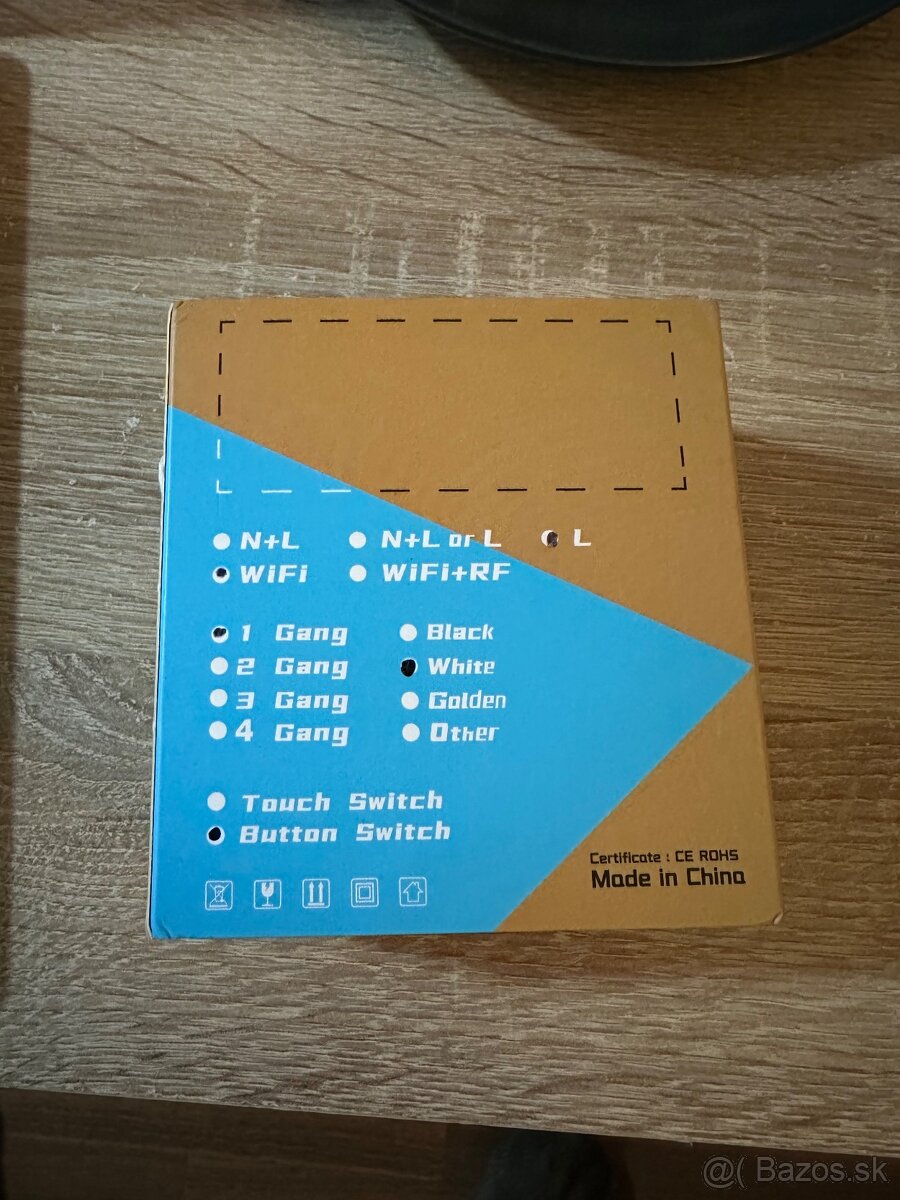 N+L N+L or L L
WiFi WiFi+RF
1 Gang Black
2 Gang White
3 Gang Golden
4 Gang Other
Touch Switch
Button Switch
Certificate : CE ROHS
Made in China
@( Bazos.sk